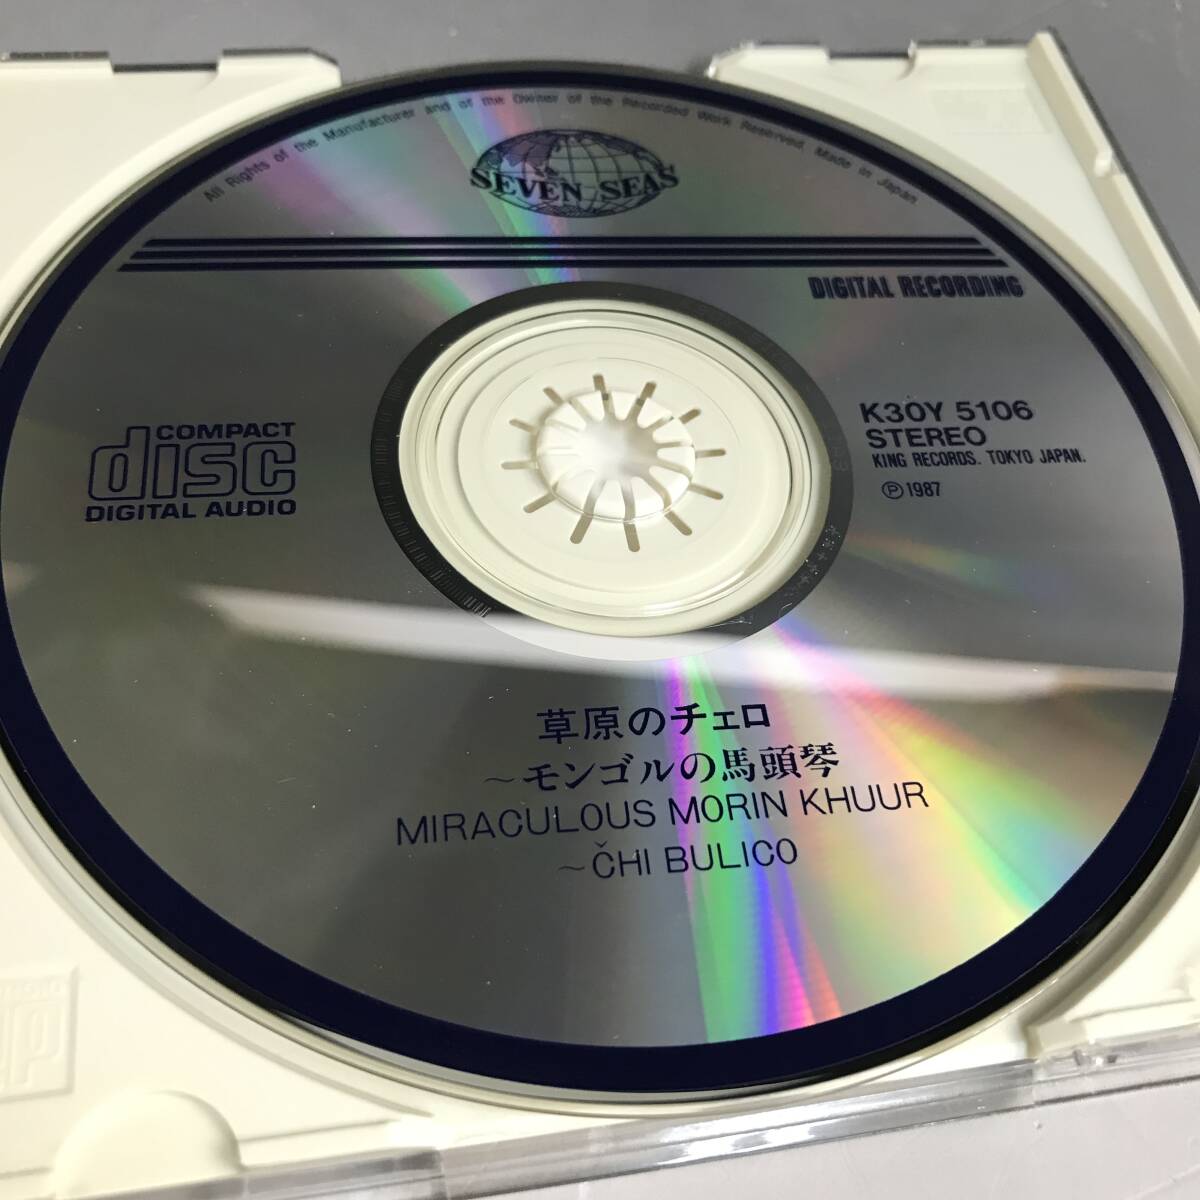 All Rights of the Manufacturer and of the Owner of the Recorded Work Reserved. Made in Japan
SEVEN SEAS
DIGITAL RECORDING
COMPACT
disc
DIGITAL AUDIO
K30Y 5106
STEREO
KING RECORDS. TOKYO JAPAN.
Ⓟ1987
草原のチェロ
～モンゴルの馬頭琴
MIRACULOUS MORIN KHUUR
～ČHI BULICO